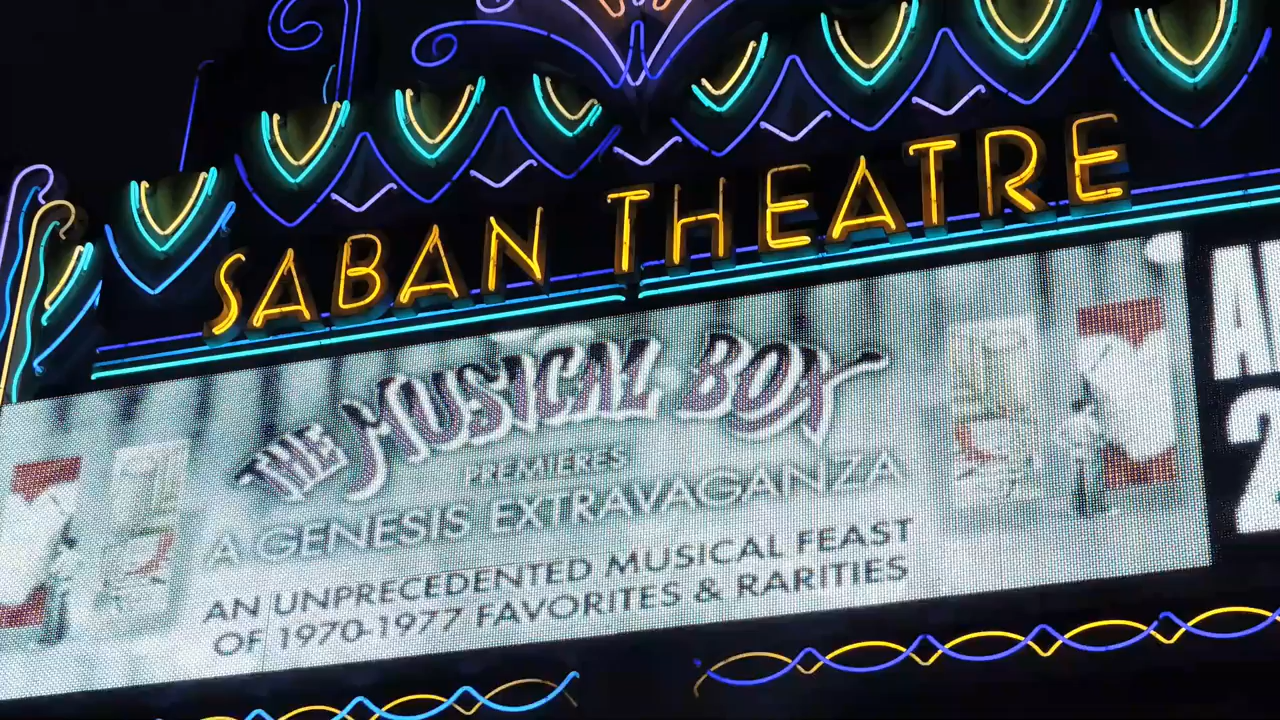 SABAN THEATRE
THE MUSICAL BOX
PREMIERES
A GENESIS EXTRAVAGANZA
AN UNPRECEDENTED MUSICAL FEAST
OF 1970-1977 FAVORITES & RARITIES